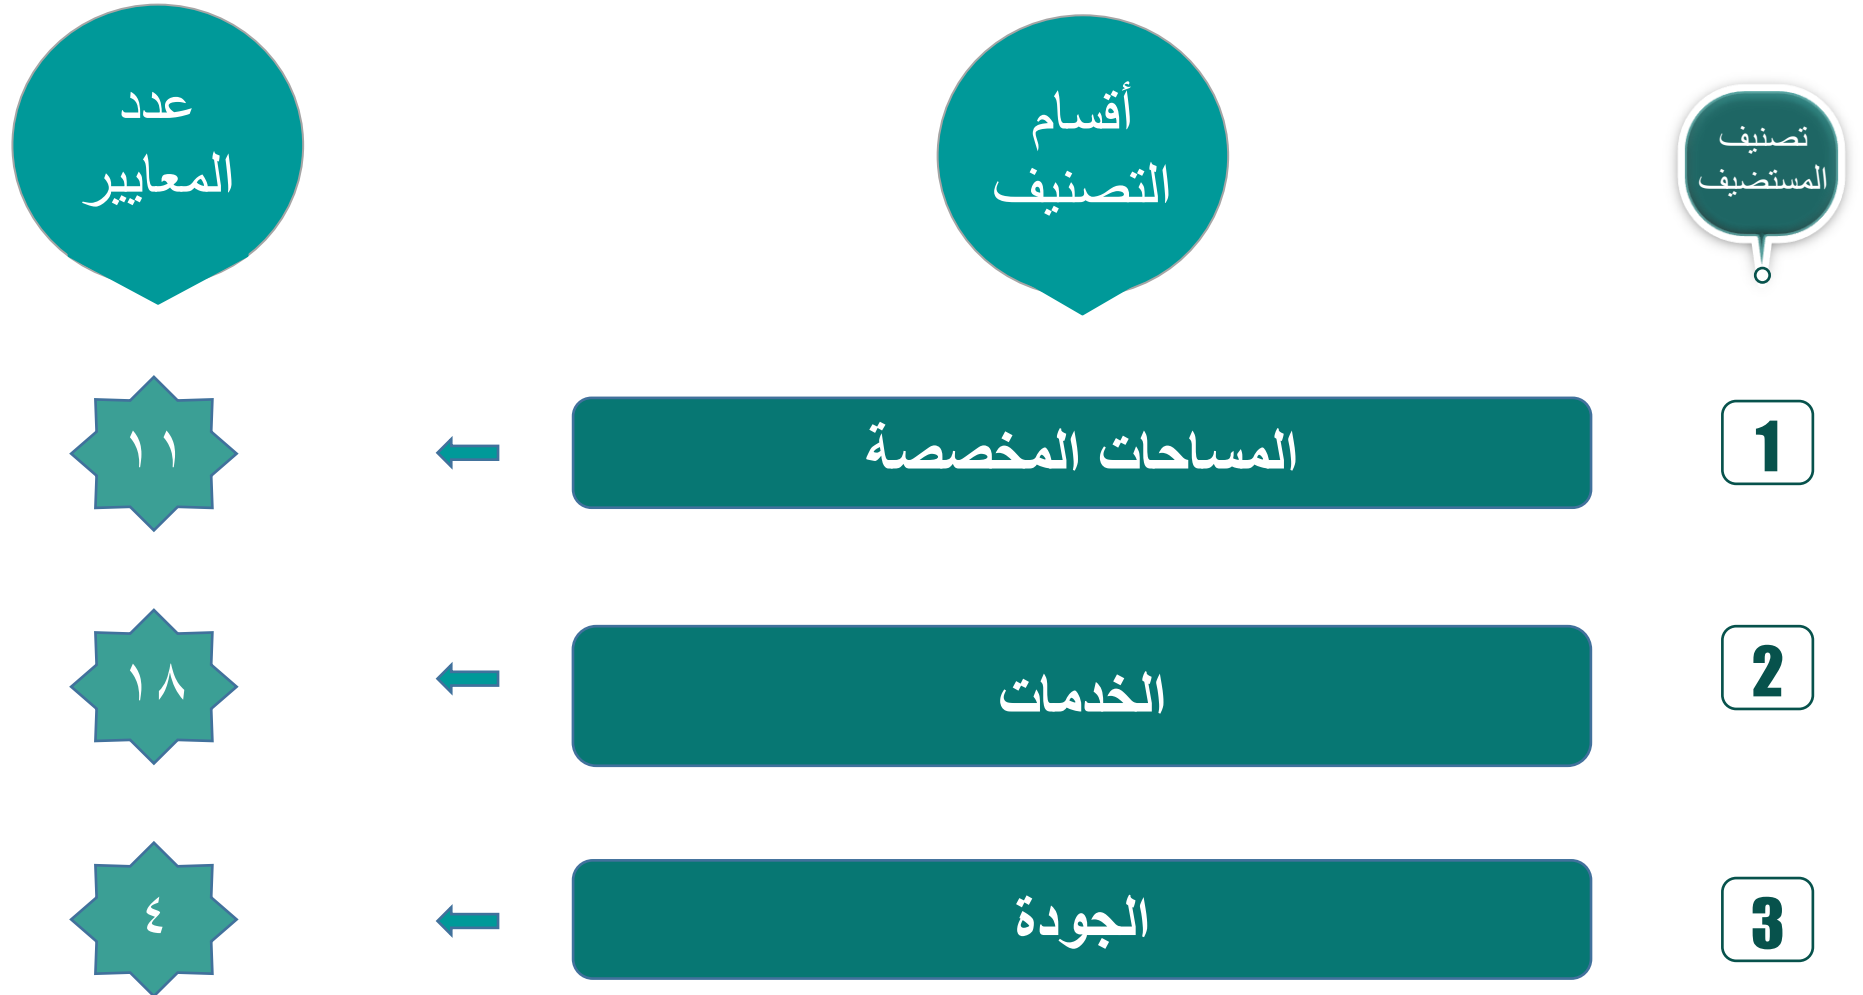 تصنيف
المستضيف
أقسام
التصنيف
عدد
المعايير
1
المساحات المخصصة
١١
2
الخدمات
١٨
3
الجودة
٤